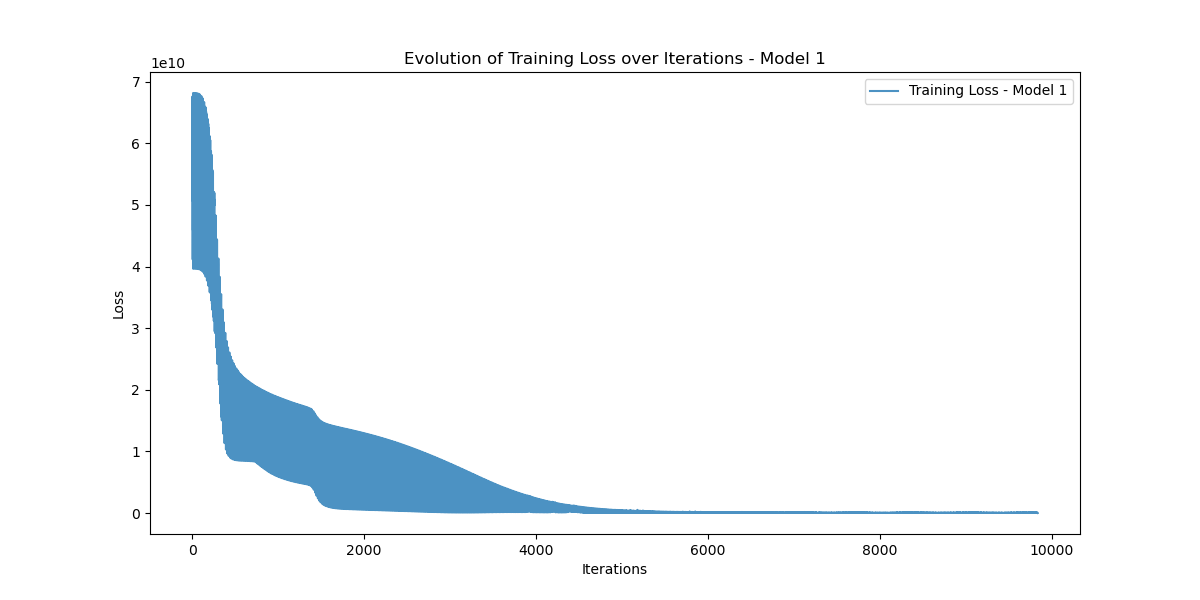 Evolution of Training Loss over Iterations - Model 1
1e10
Training Loss - Model 1
7
6
5
4
3
2
1
0
Loss
0 2000 4000 6000 8000 10000
Iterations